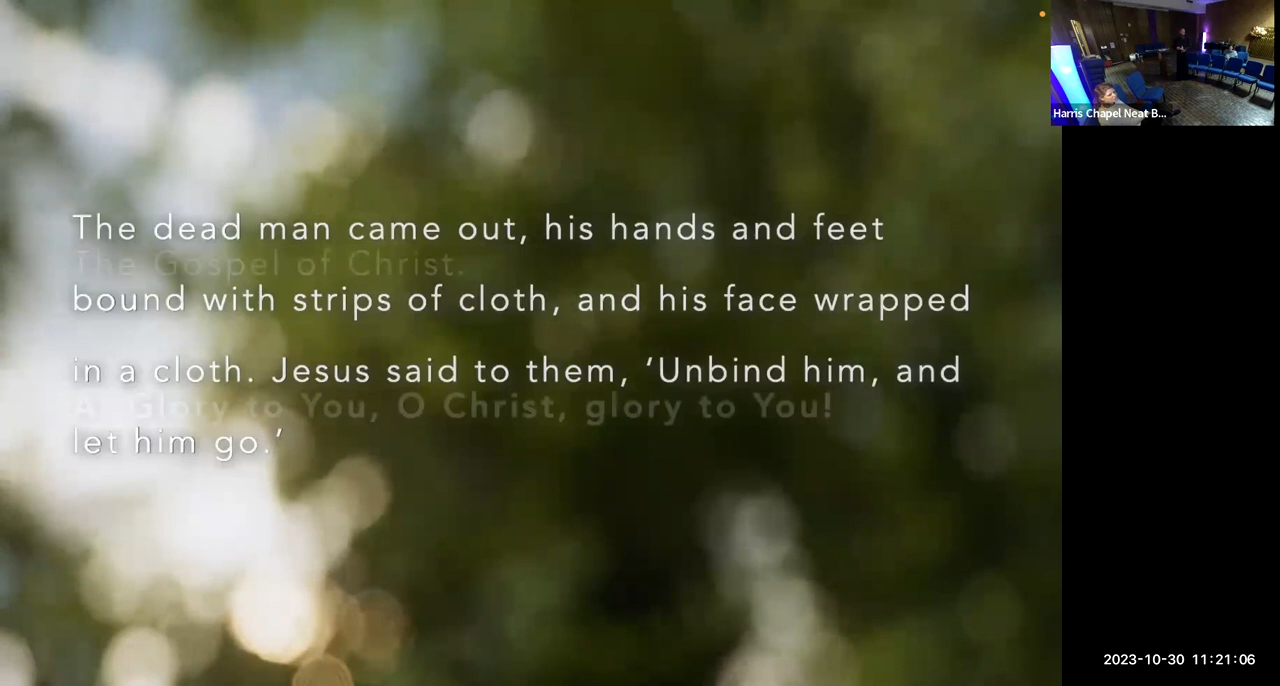 Harris Chapel Neat B...
The dead man came out, his hands and feet
The Gospel of Christ.
bound with strips of cloth, and his face wrapped
in a cloth. Jesus said to them, ‘Unbind him, and
A: Glory to You, O Christ, glory to You!
let him go.’
2023-10-30 11:21:06